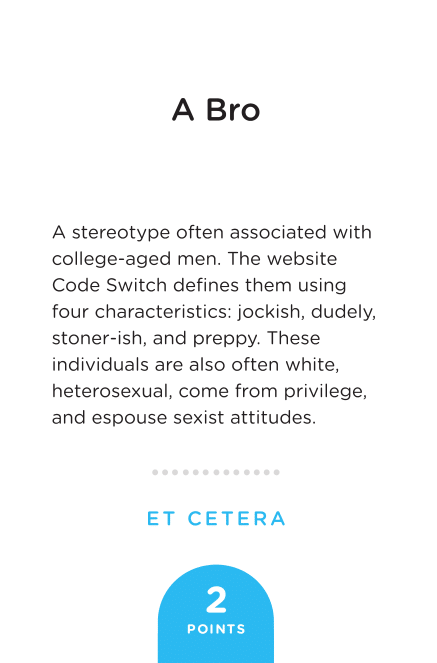 A Bro
A stereotype often associated with
college-aged men. The website
Code Switch defines them using
four characteristics: jockish, dudely,
stoner-ish, and preppy. These
individuals are also often white,
heterosexual, come from privilege,
and espouse sexist attitudes.
ET CETERA
2
POINTS